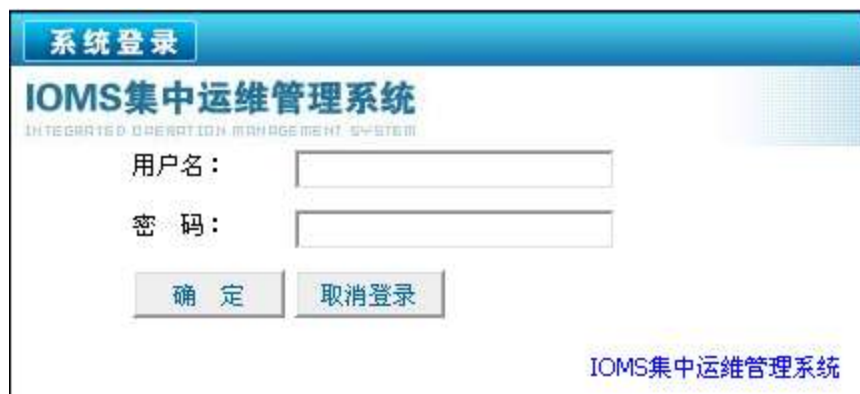 系统登录
IOMS集中运维管理系统
INTEGRATED OPERATION MANAGEMENT SYSTEM
用户名：
密 码：
确 定 取消登录
IOMS集中运维管理系统